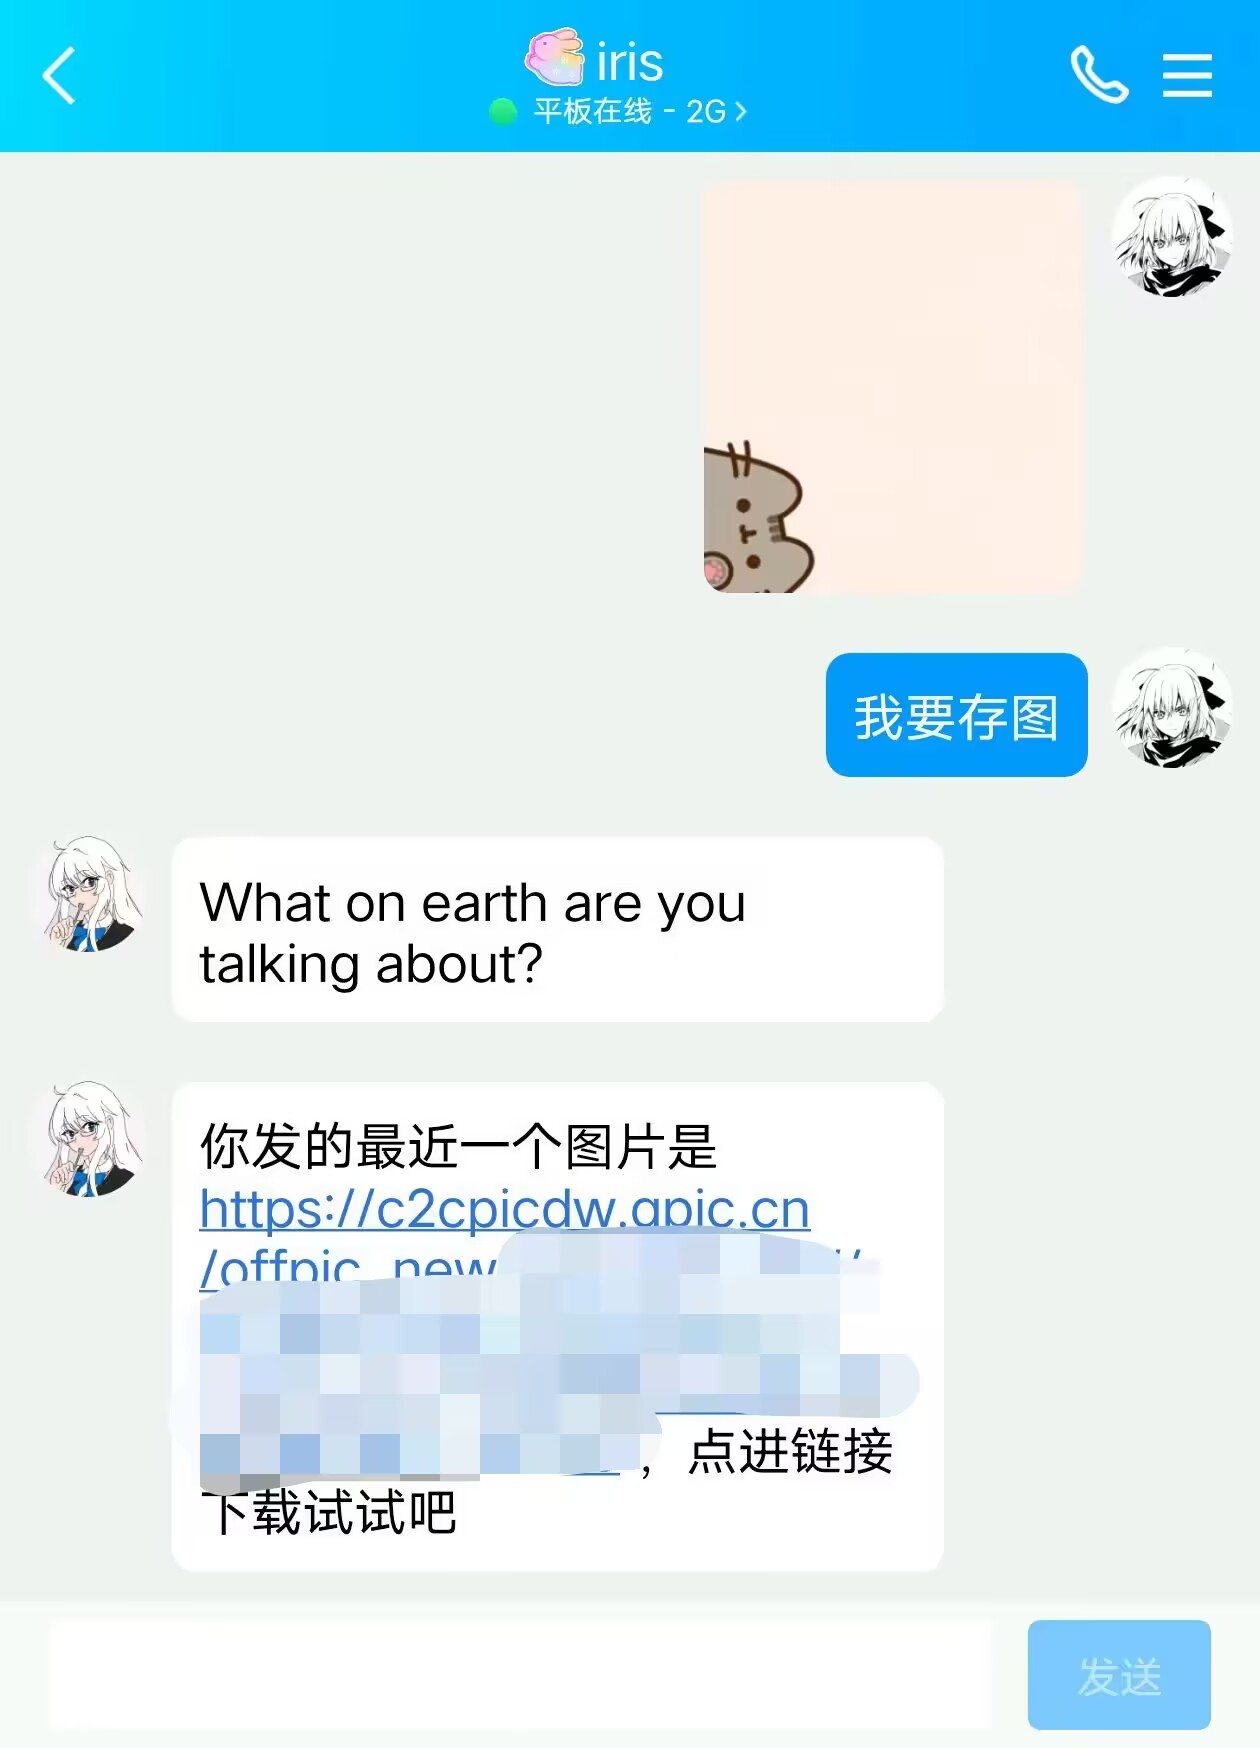 iris
平板在线 - 2G
我要存图
What on earth are you
talking about?
你发的最近一个图片是
https://c2cpicdw.qpic.cn
/offpic_new
，点进链接
下载试试吧
发送